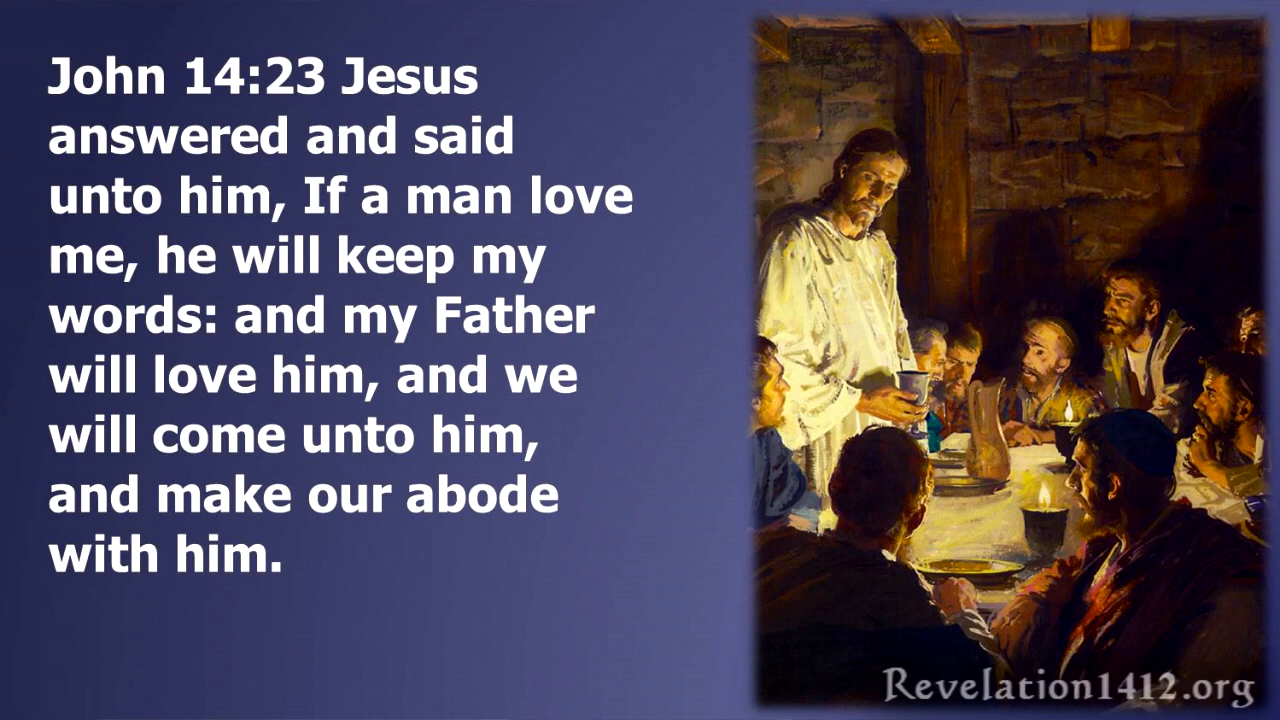 John 14:23 Jesus
answered and said
unto him, If a man love
me, he will keep my
words: and my Father
will love him, and we
will come unto him,
and make our abode
with him.
Revelation1412.org